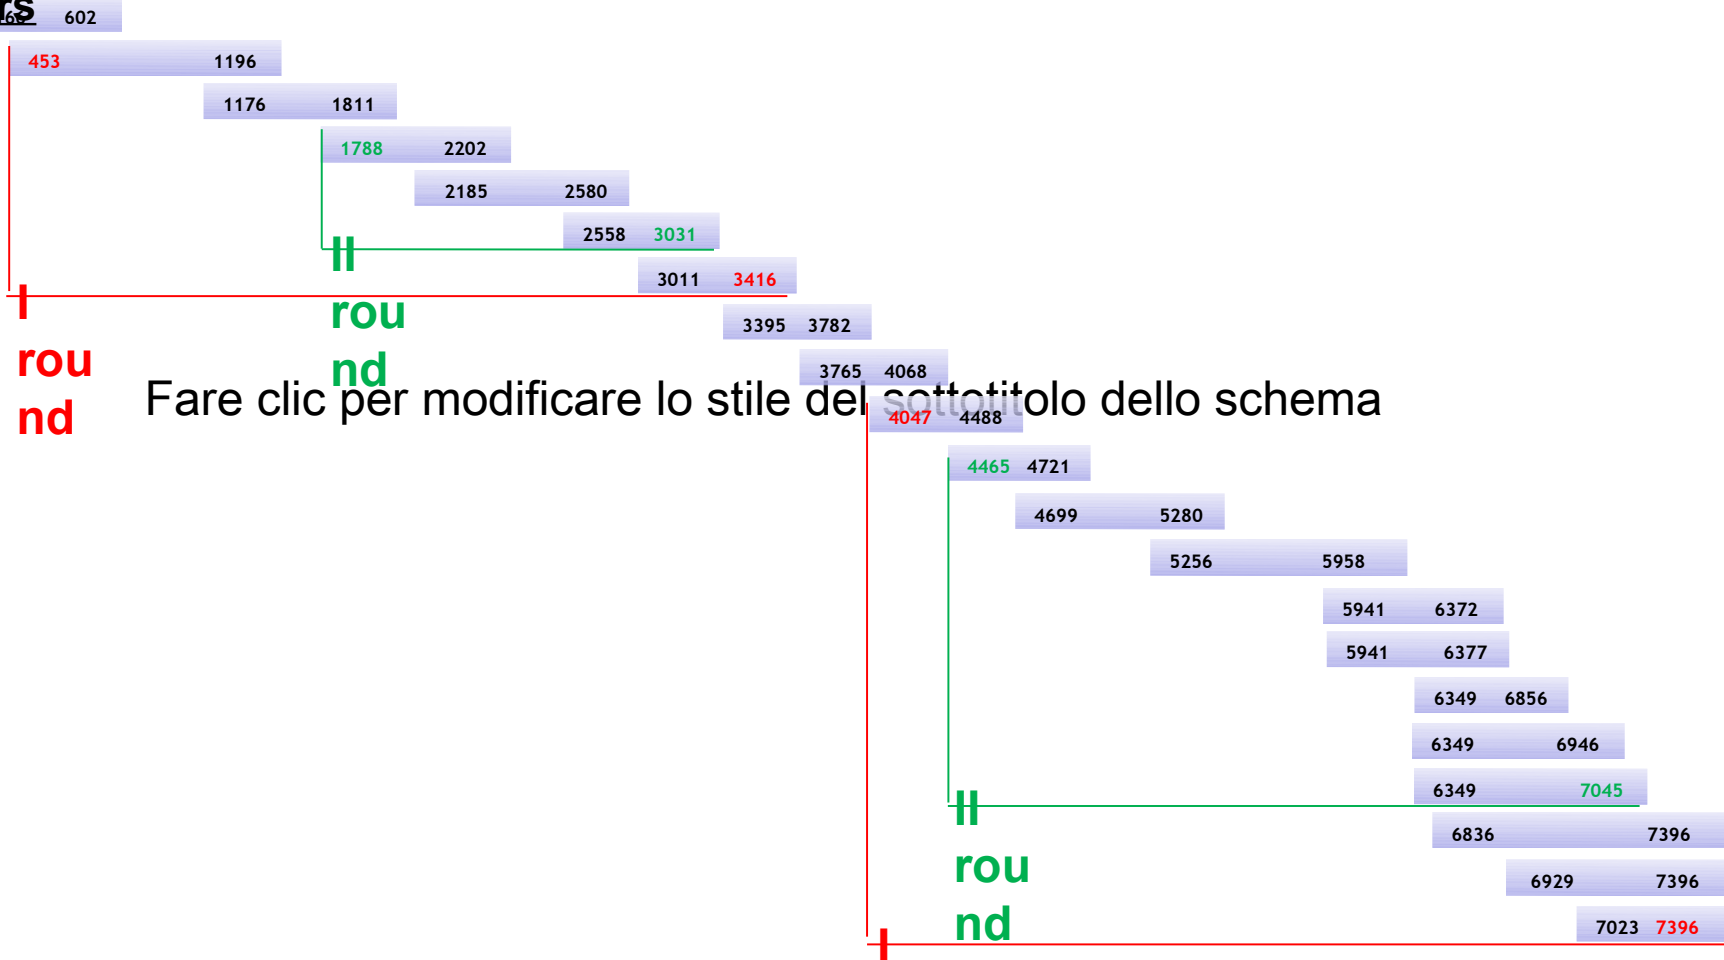 rs
602
453 1196
1176 1811
1788 2202
2185 2580
2558 3031
II
rou
nd
3011 3416
I
rou
nd
3395 3782
3765 4068
Fare clic per modificare lo stile del sottotitolo dello schema
4047 4488
4465 4721
4699 5280
5256 5958
5941 6372
5941 6377
6349 6856
6349 6946
6349 7045
II
rou
nd
6836 7396
6929 7396
7023 7396
I